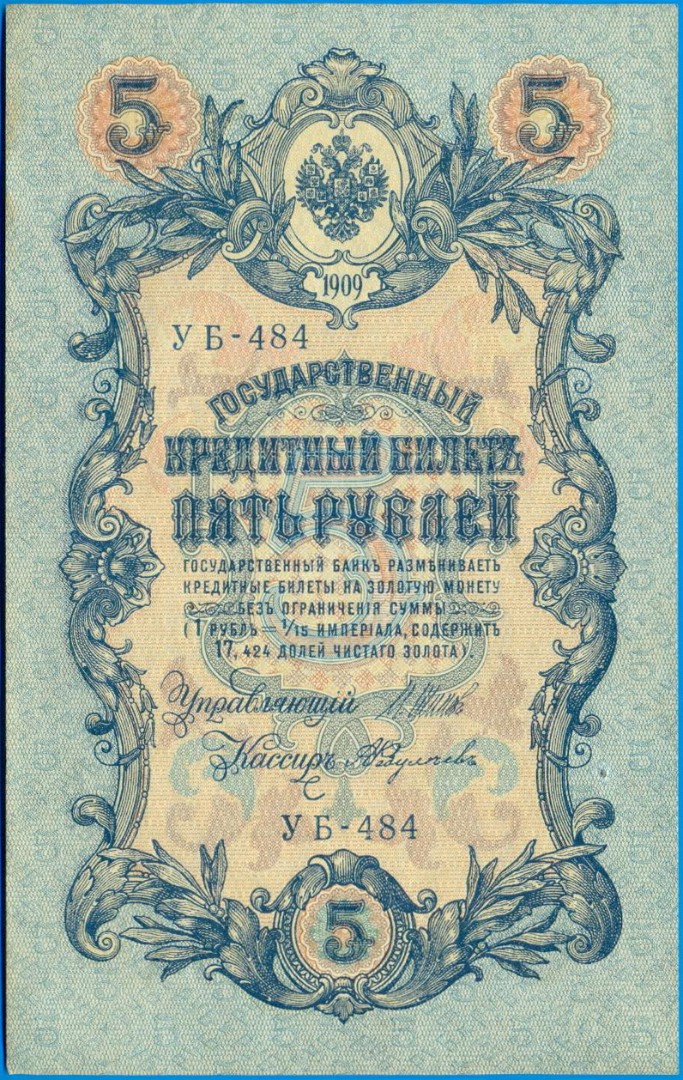 5 5
1909
УБ-484
ГОСУДАРСТВЕННЫЙ
КРЕДИТНЫЙ БИЛЕТЪ
ПЯТЬ РУБЛЕЙ
ГОСУДАРСТВЕННЫЙ БАНКЪ РАЗМѢНИВАЕТЪ
КРЕДИТНЫЕ БИЛЕТЫ НА ЗОЛОТУЮ МОНЕТУ
БЕЗЪ ОГРАНИЧЕНІЯ СУММЫ
(1 РУБЛЬ = 1/15 ИМПЕРІАЛА, СОДЕРЖИТЪ
17,424 ДОЛЕЙ ЧИСТАГО ЗОЛОТА).
Управляющій
Кассиръ
УБ-484
5